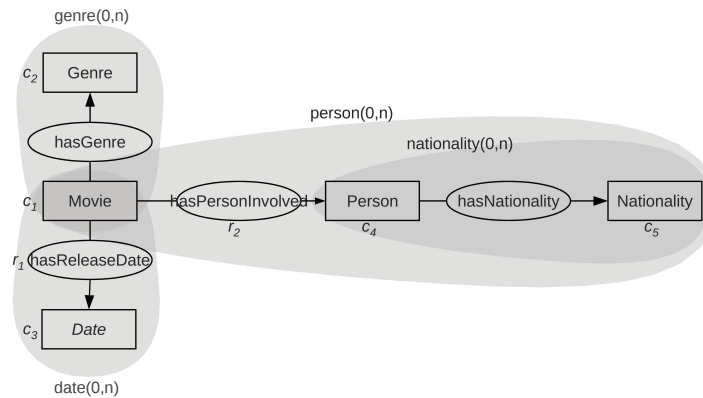 genre(0,n)
c2 Genre
person(0,n)
hasGenre
nationality(0,n)
c1 Movie hasPersonInvolved Person hasNationality Nationality
r2 c4 c5
r1 hasReleaseDate
c3 Date
date(0,n)